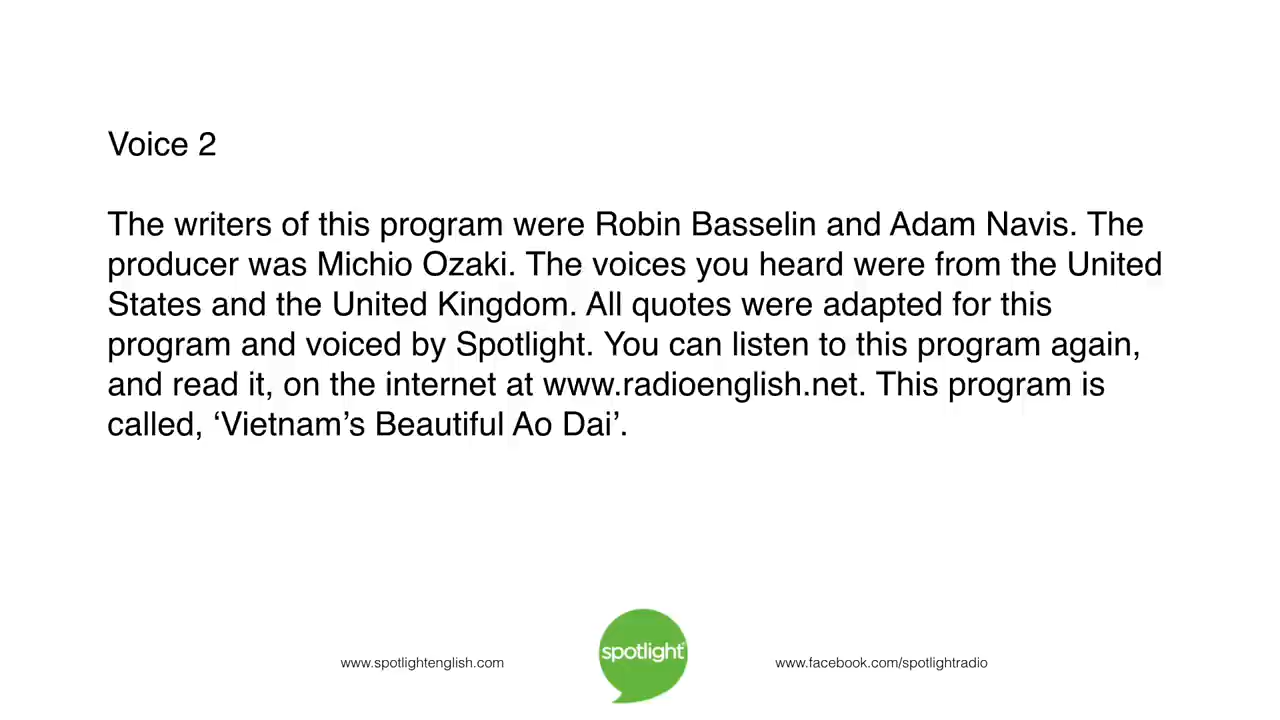 Voice 2
The writers of this program were Robin Basselin and Adam Navis. The
producer was Michio Ozaki. The voices you heard were from the United
States and the United Kingdom. All quotes were adapted for this
program and voiced by Spotlight. You can listen to this program again,
and read it, on the internet at www.radioenglish.net. This program is
called, ‘Vietnam’s Beautiful Ao Dai’.
www.spotlightenglish.com
spotlight
www.facebook.com/spotlightradio